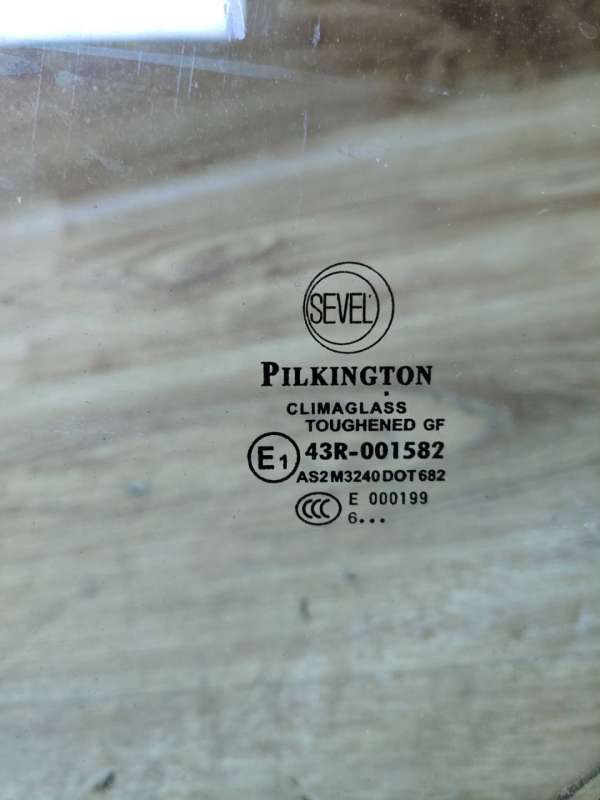 SEVEL
PILKINGTON
CLIMAGLASS
TOUGHENED GF
E1 43R-001582
AS2 M3240 DOT 682
CCC E 000199
6...